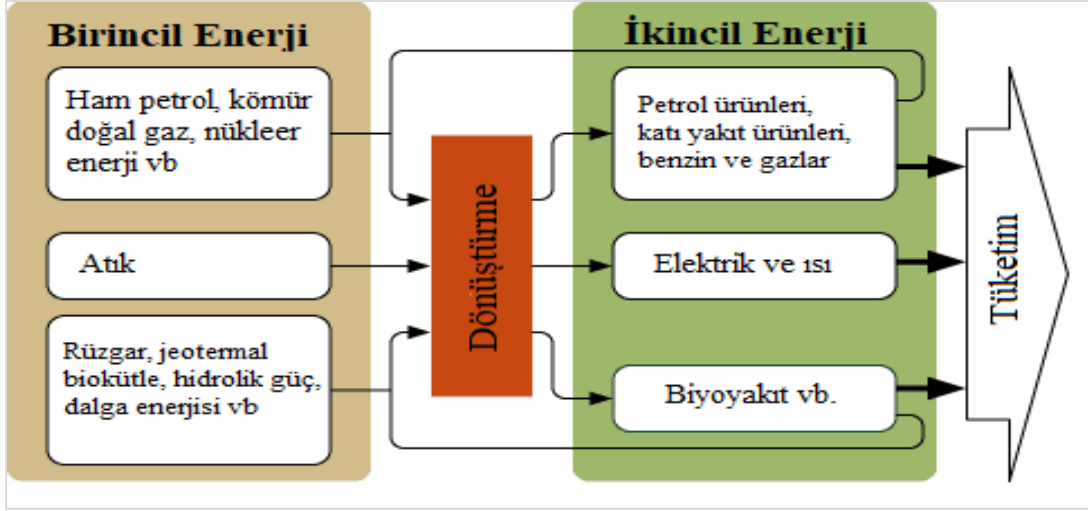 Birincil Enerji
Ham petrol, kömür
doğal gaz, nükleer
enerji vb
Atık
Rüzgar, jeotermal
biokütle, hidrolik güç,
dalga enerjisi vb
Dönüştürme
İkincil Enerji
Petrol ürünleri,
katı yakıt ürünleri,
benzin ve gazlar
Elektrik ve ısı
Biyoyakıt vb.
Tüketim